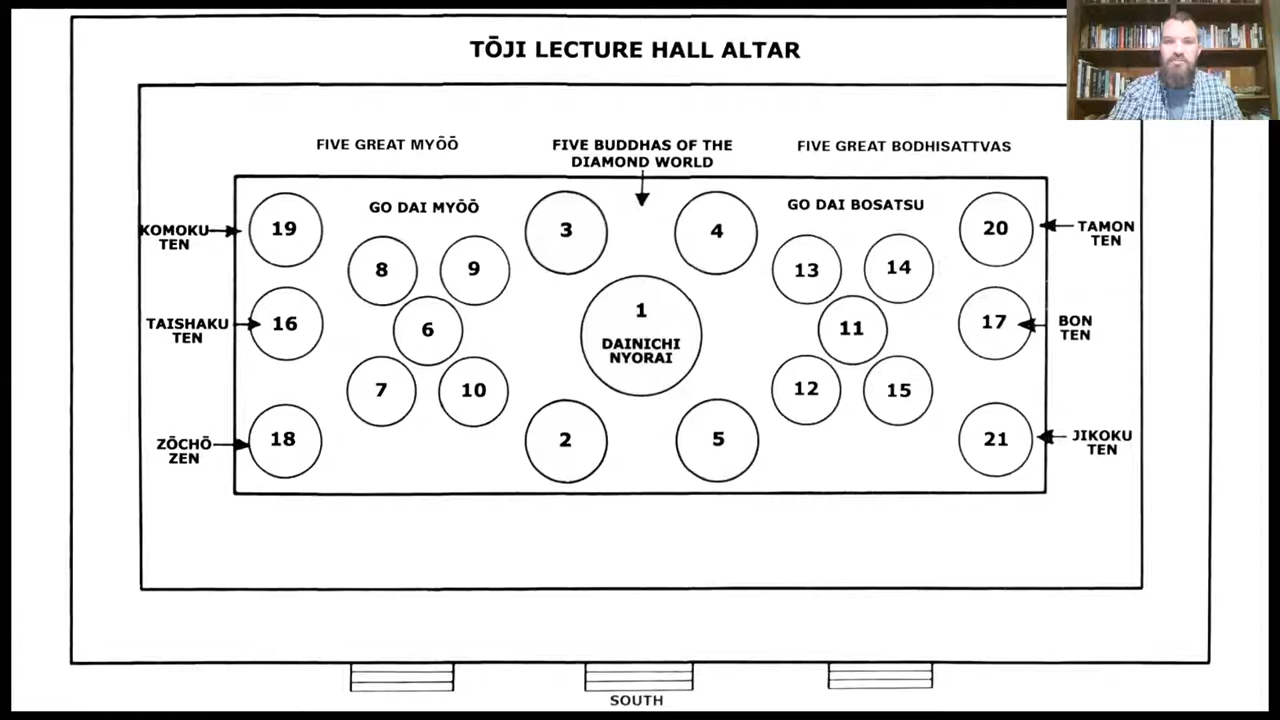 TŌJI LECTURE HALL ALTAR
FIVE GREAT MYŌŌ
FIVE BUDDHAS OF THE
DIAMOND WORLD
FIVE GREAT BODHISATTVAS
GO DAI MYŌŌ
GO DAI BOSATSU
KOMOKU
TEN
19
3
4
20
TAMON
TEN
8
9
13
14
TAISHAKU
TEN
16
6
1
DAINICHI
NYORAI
11
17
BON
TEN
7
10
12
15
ZŌCHŌ
ZEN
18
2
5
21
JIKOKU
TEN
SOUTH